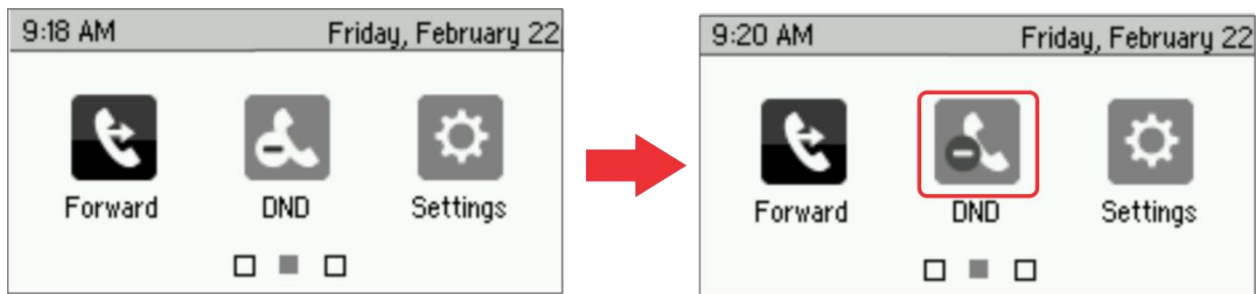 9:18 AM Friday, February 22
Forward DND Settings
9:20 AM Friday, February 22
Forward DND Settings